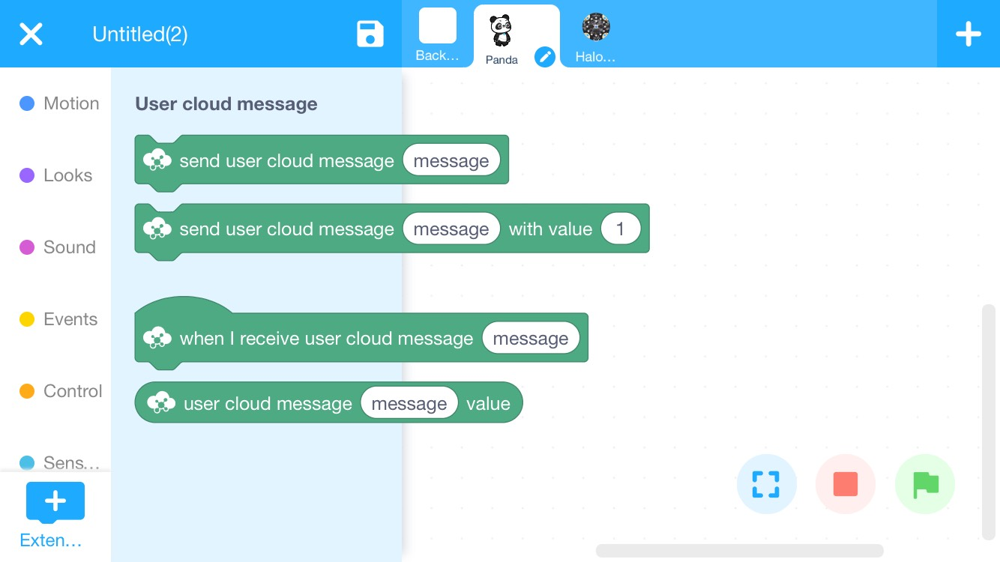 Untitled(2)
Back…
Panda
Halo…
Motion
Looks
Sound
Events
Control
Sens…
Exten…
User cloud message
send user cloud message message
send user cloud message message with value 1
when I receive user cloud message message
user cloud message message value